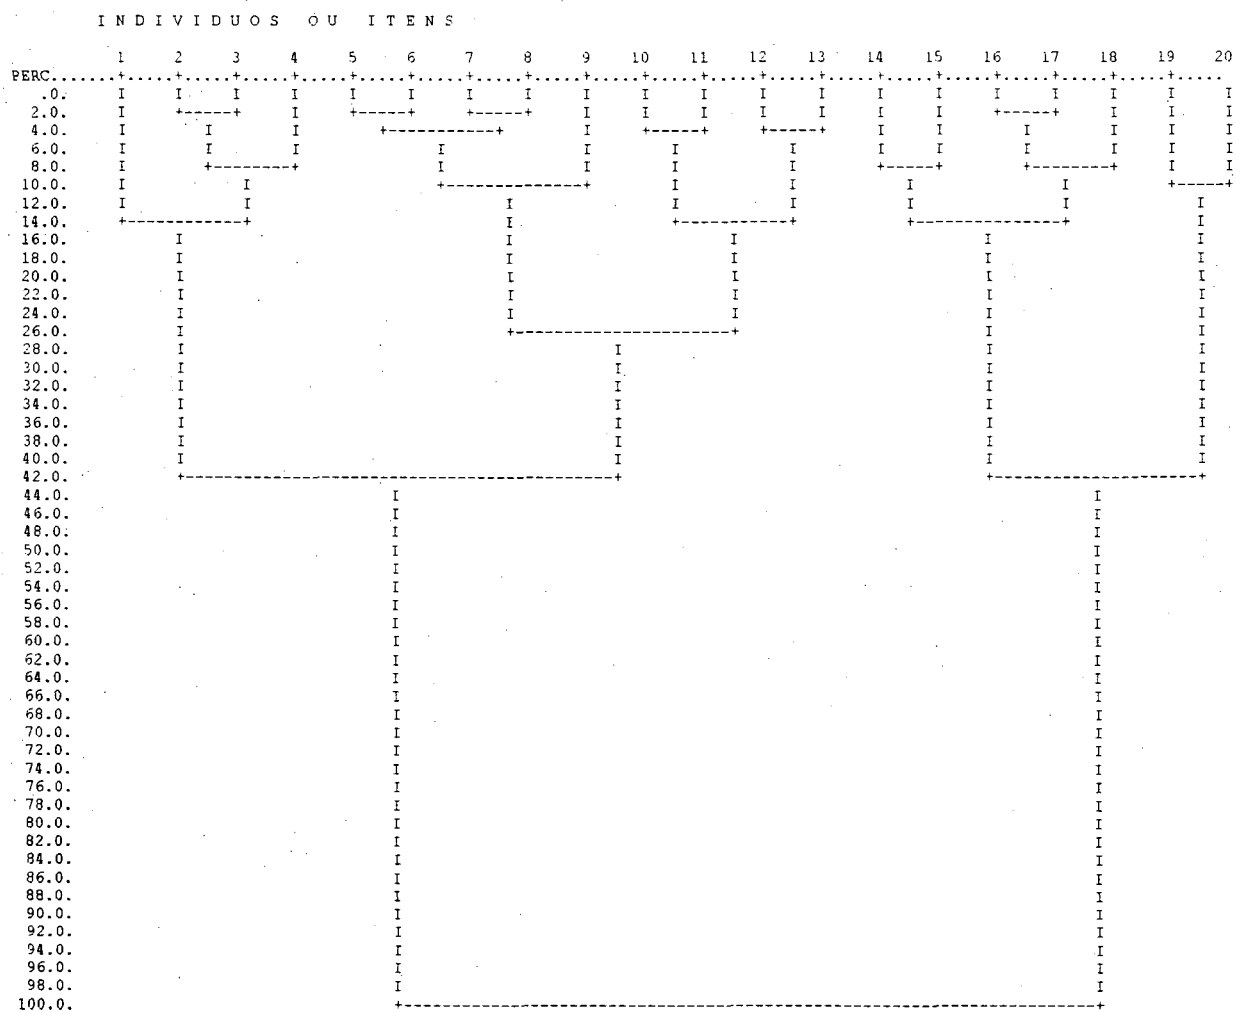 INDIVIDUOS OU ITENS
1 2 3 4 5 6 7 8 9 10 11 12 13 14 15 16 17 18 19 20
PERC.......+.....+.....+.....+.....+.....+.....+.....+.....+.....+.....+.....+.....+.....+.....+.....+.....+.....+.....+......
.0. I I I I I I I I I I I I I I I I I I I I
2.0. I +-----+ I +-----+ +-----+ I I I I I I I +-----+ I I I
4.0. I I I +-----------+ I +-----+ +-----+ I I I I I I
6.0. I I I I I I I I I I I I I
8.0. I +--------+ I I I I +-----+ +--------+ I I
10.0. I I +--------------+ I I I I +-----+
12.0. I I I I I I I I
14.0. +------------+ I +-----------+ +---------------+ I
16.0. I I I I I
18.0. I I I I I
20.0. I I I I I
22.0. I I I I I
24.0. I I I I I
26.0. I +----------------------+ I I
28.0. I I I I
30.0. I I I I
32.0. I I I I
34.0. I I I I
36.0. I I I I
38.0. I I I I
40.0. I I I I
42.0. +--------------------------------------------+ +---------------------+
44.0. I I
46.0. I I
48.0. I I
50.0. I I
52.0. I I
54.0. I I
56.0. I I
58.0. I I
60.0. I I
62.0. I I
64.0. I I
66.0. I I
68.0. I I
70.0. I I
72.0. I I
74.0. I I
76.0. I I
78.0. I I
80.0. I I
82.0. I I
84.0. I I
86.0. I I
88.0. I I
90.0. I I
92.0. I I
94.0. I I
96.0. I I
98.0. I I
100.0. +-----------------------------------------------------------------------+